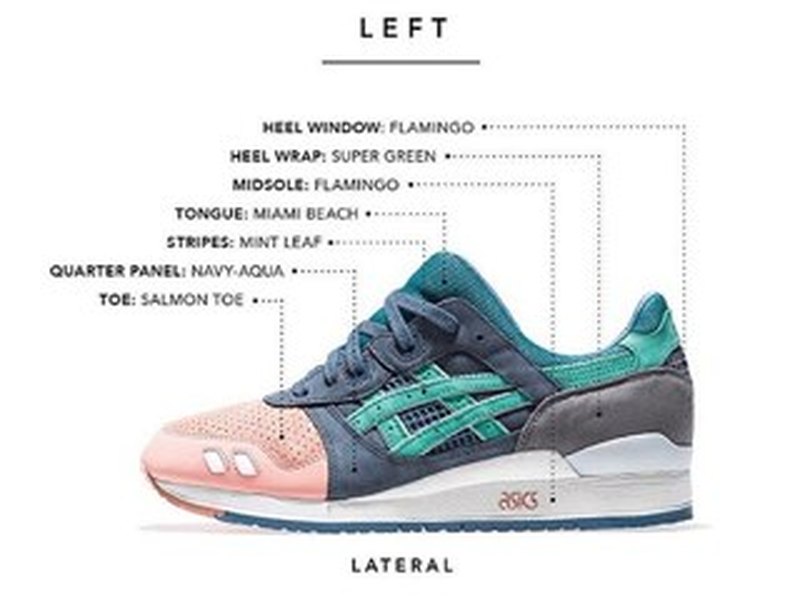 LEFT
HEEL WINDOW: FLAMINGO
HEEL WRAP: SUPER GREEN
MIDSOLE: FLAMINGO
TONGUE: MIAMI BEACH
STRIPES: MINT LEAF
QUARTER PANEL: NAVY-AQUA
TOE: SALMON TOE
asics
LATERAL